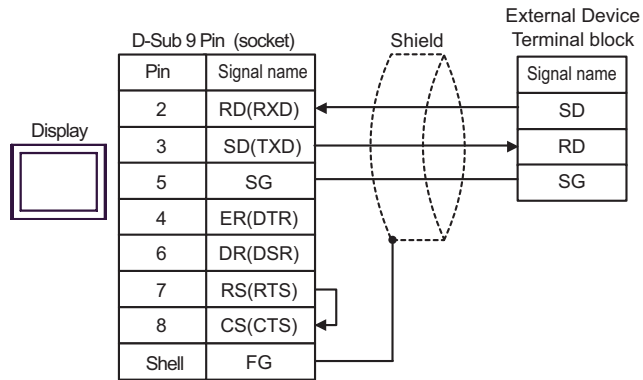 External Device
D-Sub 9 Pin (socket) Shield Terminal block
Pin Signal name Signal name
2 RD(RXD) SD
Display
3 SD(TXD) RD
5 SG SG
4 ER(DTR)
6 DR(DSR)
7 RS(RTS)
8 CS(CTS)
Shell FG